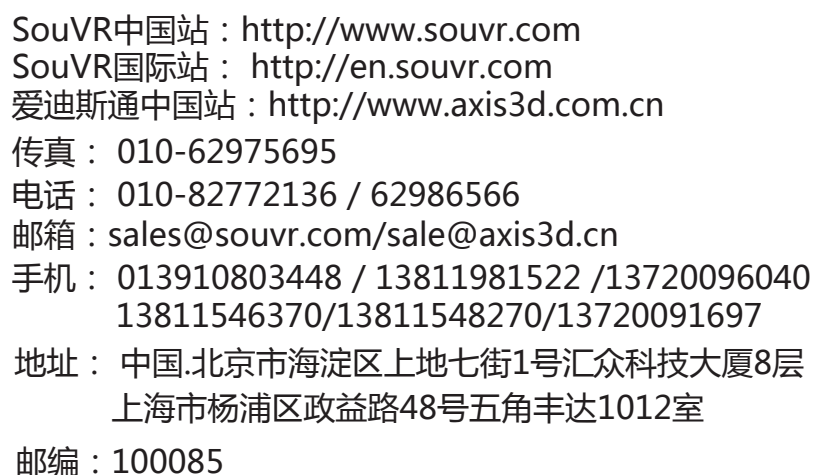 SouVR中国站：http://www.souvr.com
SouVR国际站： http://en.souvr.com
爱迪斯通中国站：http://www.axis3d.com.cn
传真： 010-62975695
电话： 010-82772136 / 62986566
邮箱：sales@souvr.com/sale@axis3d.cn
手机： 013910803448 / 13811981522 /13720096040
13811546370/13811548270/13720091697
地址： 中国.北京市海淀区上地七街1号汇众科技大厦8层
上海市杨浦区政益路48号五角丰达1012室
邮编：100085